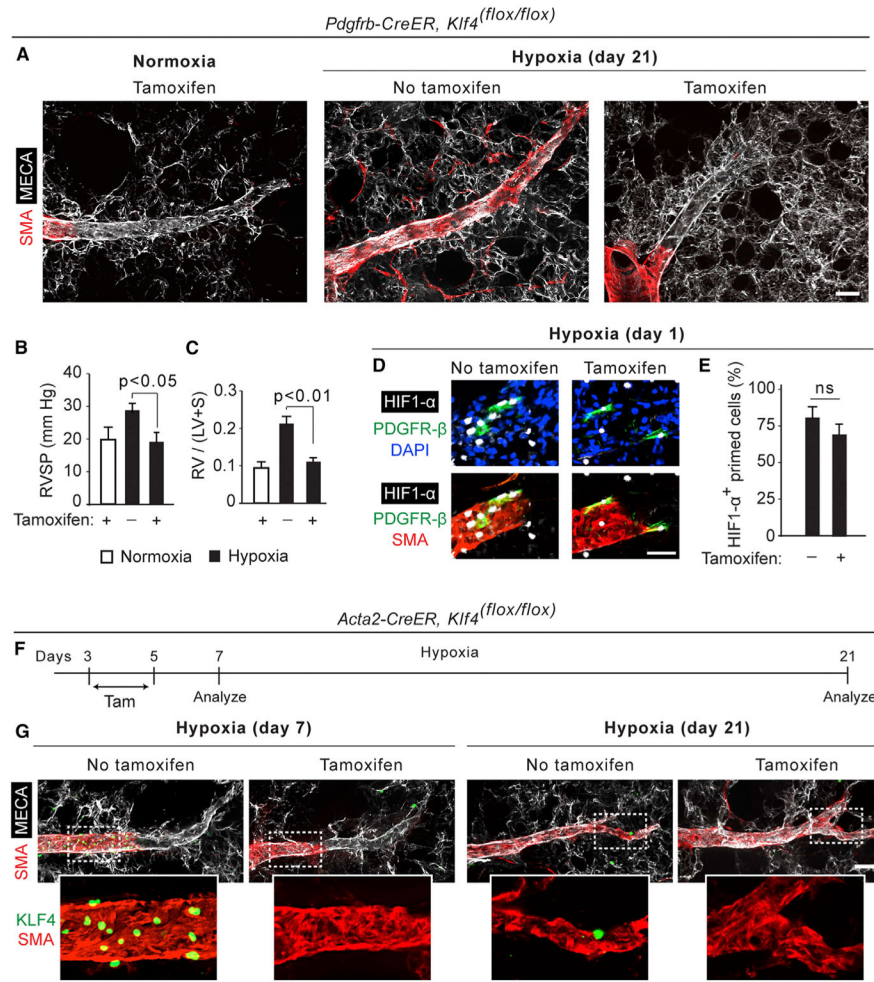 Pdgfrb-CreER, Klf4(flox/flox)
A
Normoxia
Hypoxia (day 21)
Tamoxifen
No tamoxifen
Tamoxifen
SMA MECA
B
C
Hypoxia (day 1)
p<0.05
p<0.01
D
No tamoxifen
Tamoxifen
E
RVSP (mm Hg)
40
30
20
10
0
RV / (LV+S)
0.3
0.2
0.1
0
HIF1-α
PDGFR-β
DAPI
HIF1-α
PDGFR-β
SMA
HIF1-α+ primed cells (%)
100
75
50
25
0
ns
Tamoxifen: + – +
+ – +
Tamoxifen: – +
Normoxia
Hypoxia
Acta2-CreER, Klf4(flox/flox)
F
Days 3 5 7 Hypoxia 21
Tam
Analyze
Analyze
G
Hypoxia (day 7)
Hypoxia (day 21)
No tamoxifen
Tamoxifen
No tamoxifen
Tamoxifen
SMA MECA
KLF4
SMA